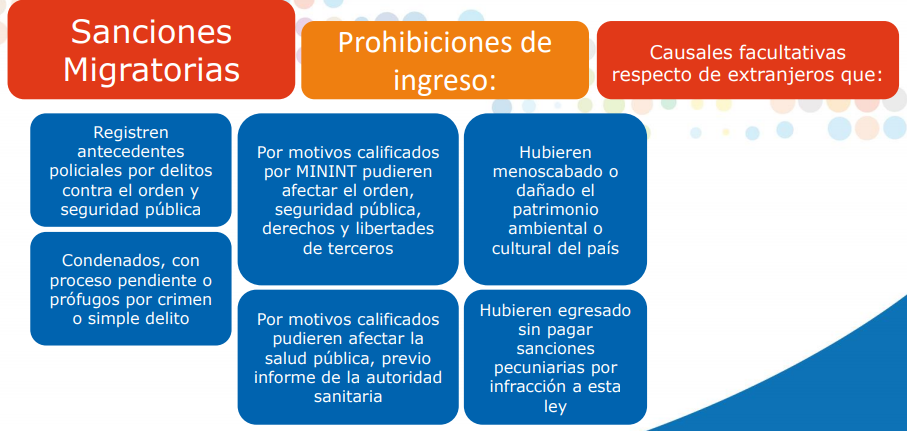 Sanciones
Migratorias
Prohibiciones de
ingreso:
Causales facultativas
respecto de extranjeros que:
Registren
antecedentes
policiales por delitos
contra el orden y
seguridad pública
Condenados, con
proceso pendiente o
prófugos por crimen
o simple delito
Por motivos calificados
por MININT pudieren
afectar el orden,
seguridad pública,
derechos y libertades
de terceros
Por motivos calificados
pudieren afectar la
salud pública, previo
informe de la autoridad
sanitaria
Hubieren
menoscabado o
dañado el
patrimonio
ambiental o
cultural del país
Hubieren egresado
sin pagar
sanciones
pecuniarias por
infracción a esta
ley